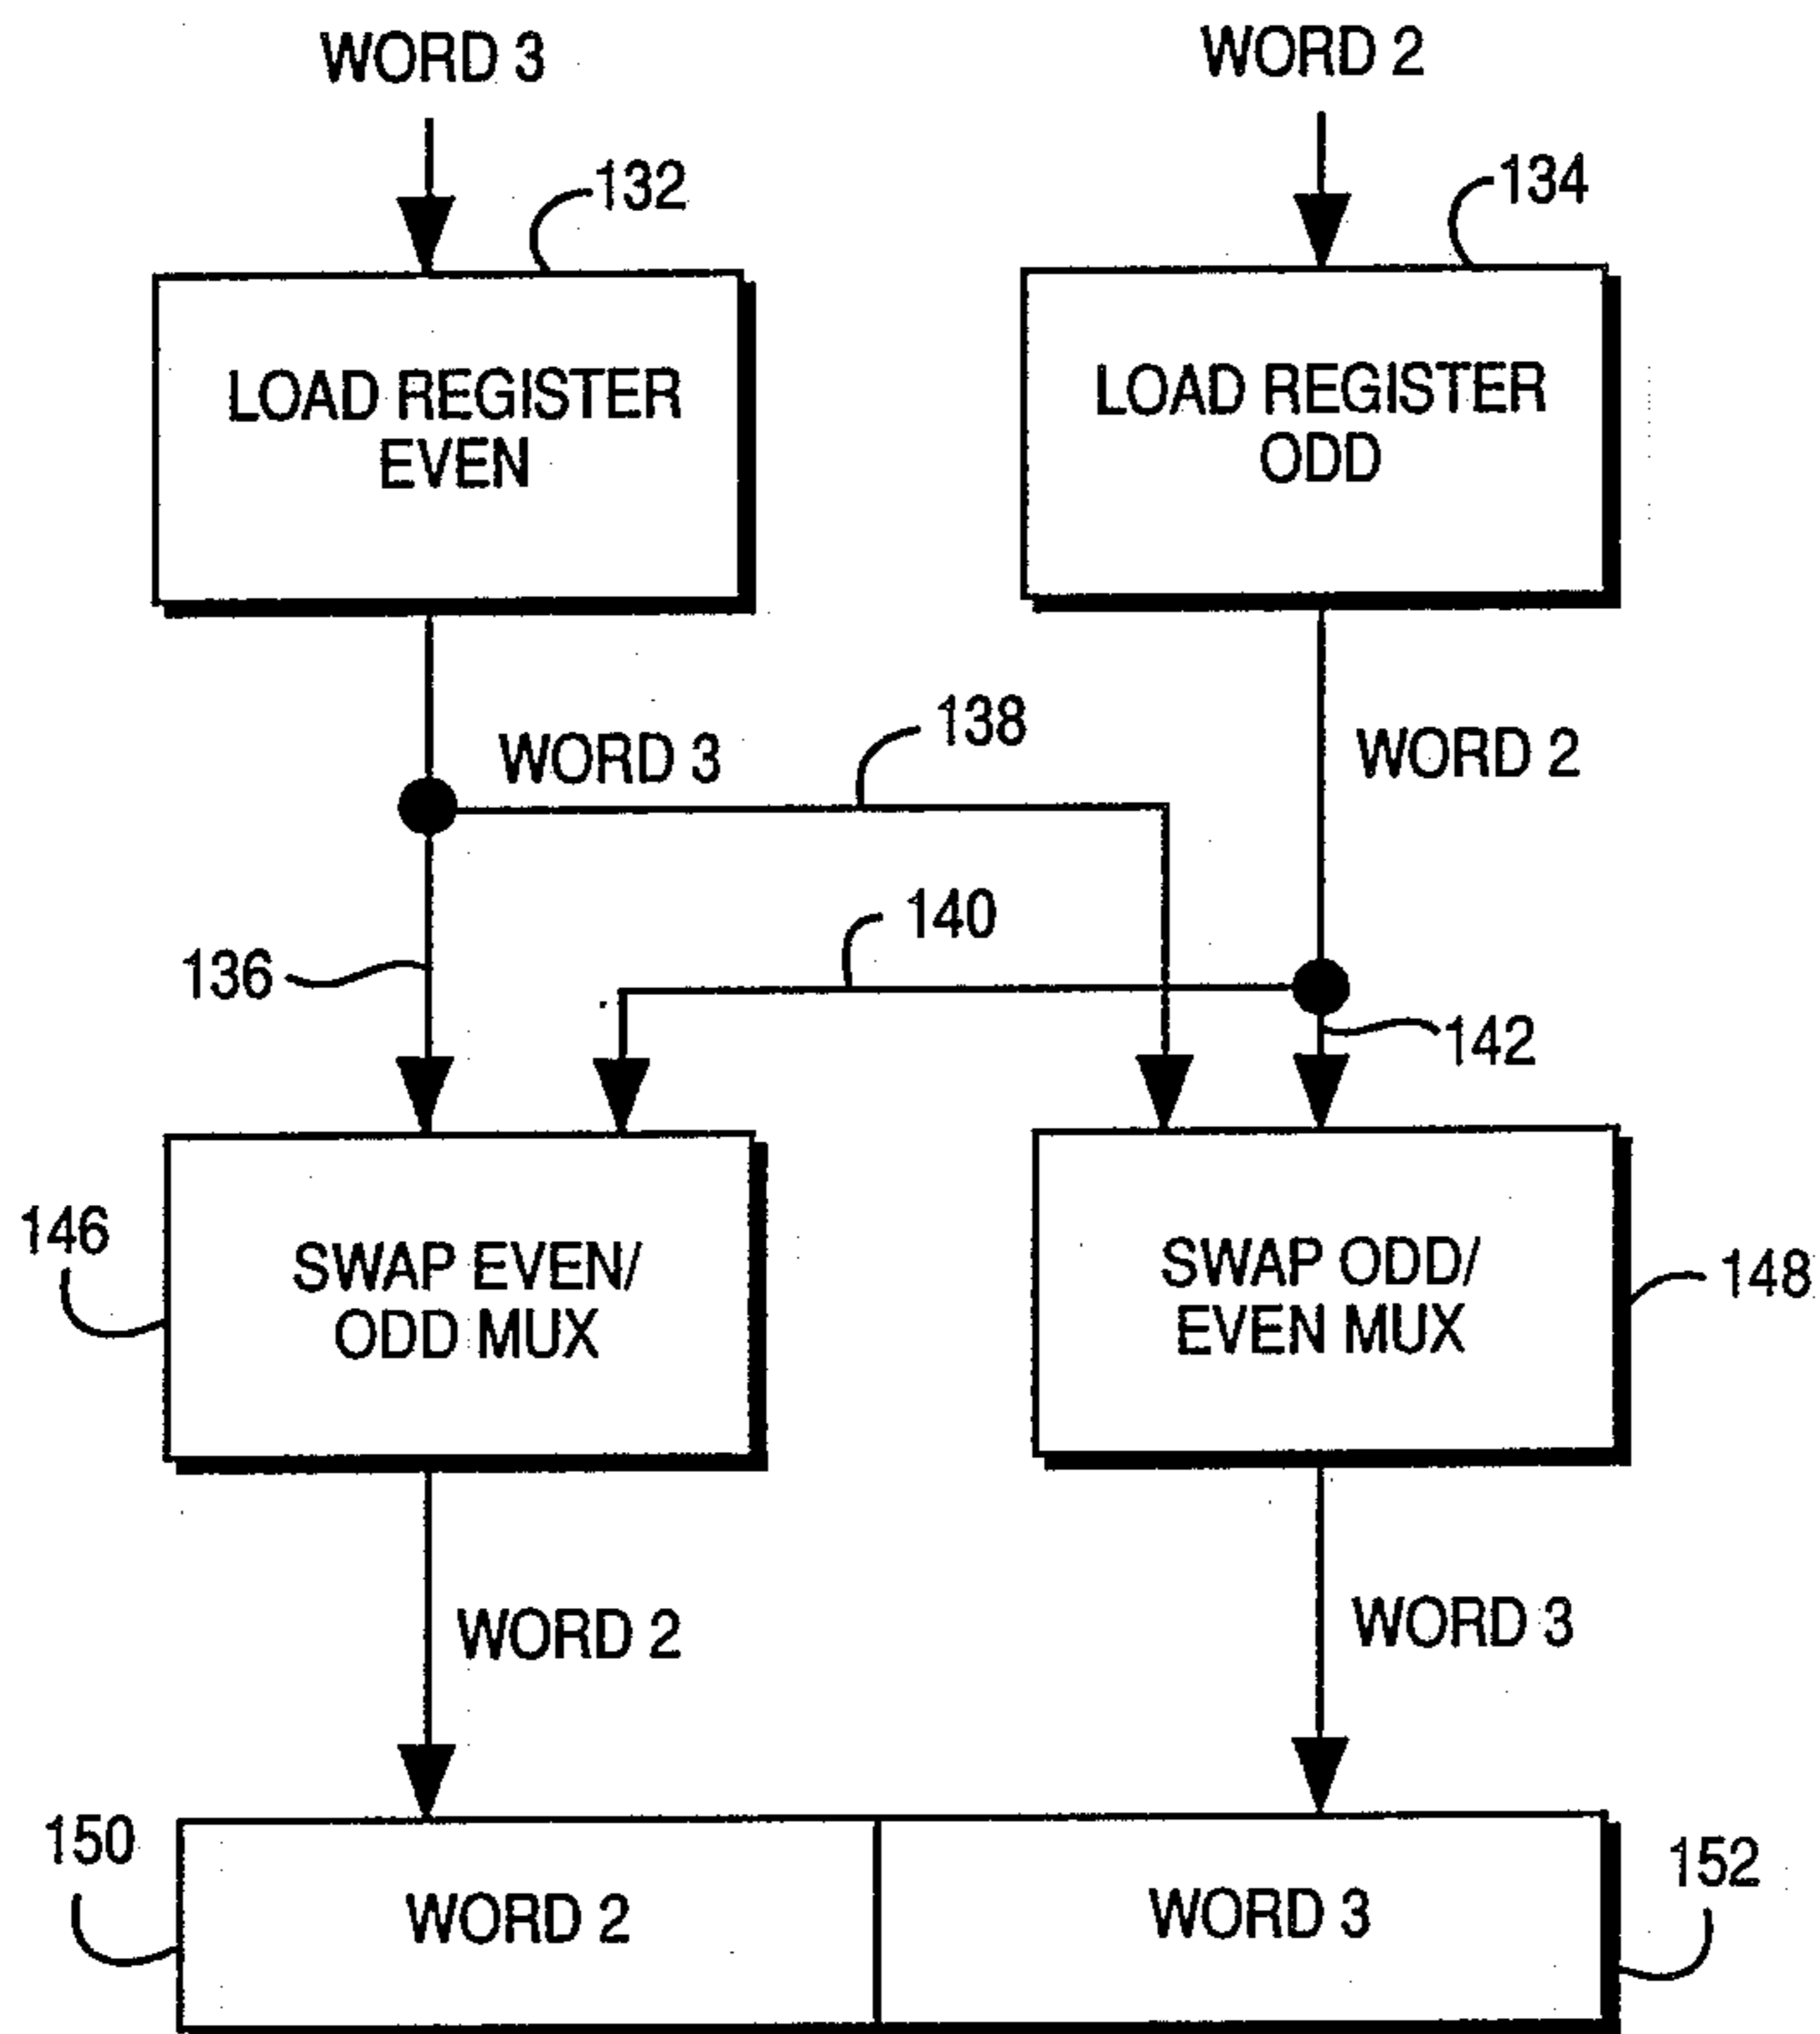 WORD 3
WORD 2
132
134
LOAD REGISTER
EVEN
LOAD REGISTER
ODD
138
WORD 3
WORD 2
140
136
142
146
SWAP EVEN/
ODD MUX
SWAP ODD/
EVEN MUX
148
WORD 2
WORD 3
150
WORD 2
WORD 3
152